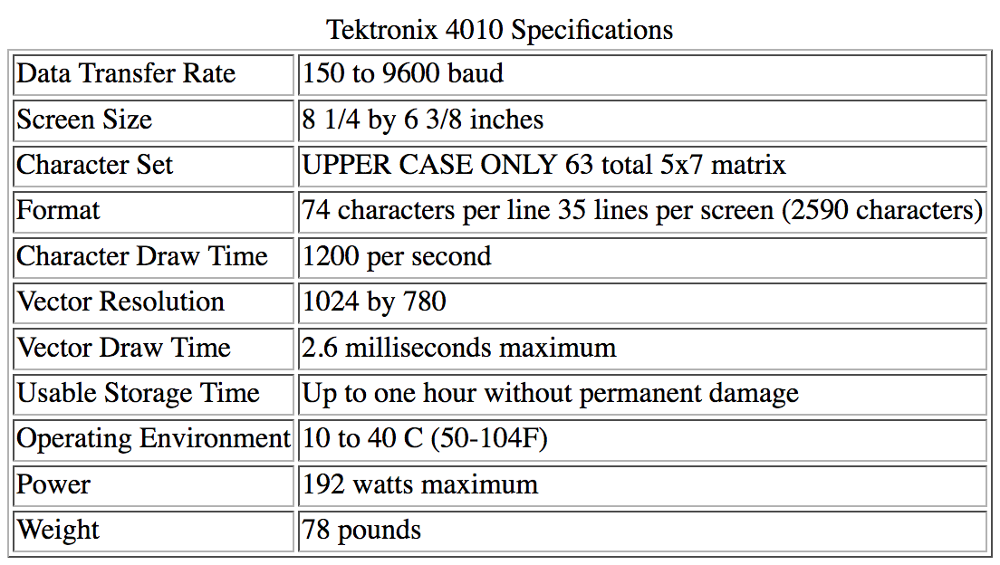 Tektronix 4010 Specifications
Data Transfer Rate 150 to 9600 baud
Screen Size 8 1/4 by 6 3/8 inches
Character Set UPPER CASE ONLY 63 total 5x7 matrix
Format 74 characters per line 35 lines per screen (2590 characters)
Character Draw Time 1200 per second
Vector Resolution 1024 by 780
Vector Draw Time 2.6 milliseconds maximum
Usable Storage Time Up to one hour without permanent damage
Operating Environment 10 to 40 C (50-104F)
Power 192 watts maximum
Weight 78 pounds